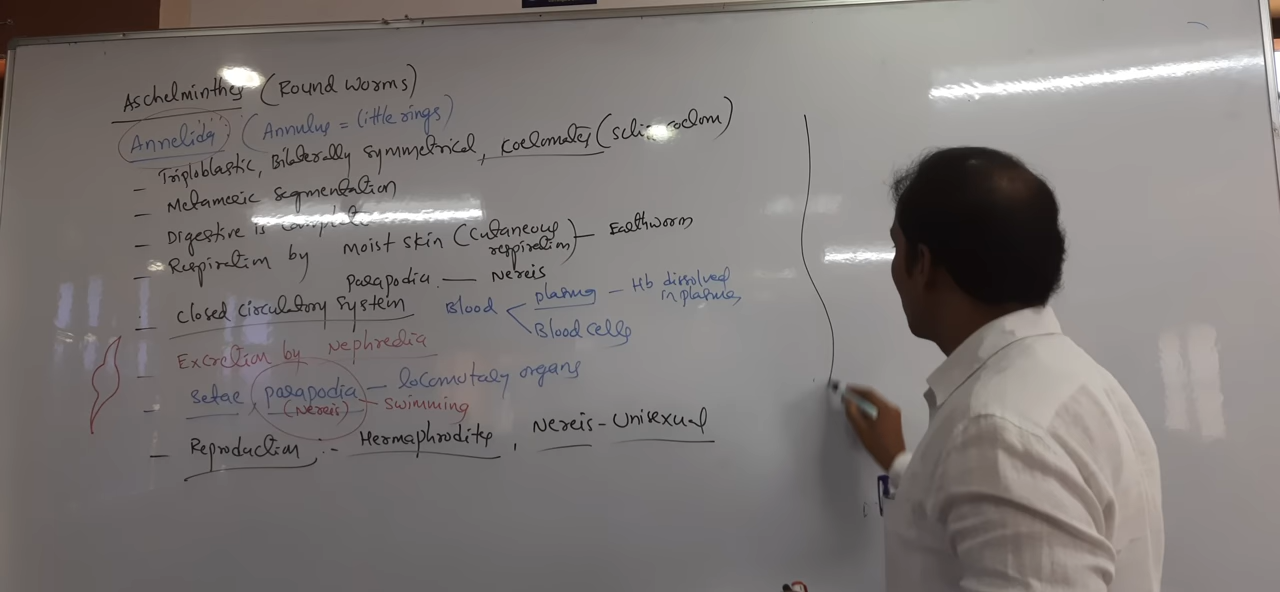 Aschelminthes (Round worms)
Annelida (Annulus = little rings)
- Triploblastic, Bilaterally symmetrical, Koelomates (schizocoelom)
- Metameric segmentation
- Digestive is complete
- Respiration by moist skin (cutaneous respiration) - Earthworm
Parapodia - Nereis
- closed circulatory system Blood < plasma - Hb dissolved in plasma
Blood cells
- Excretion by Nephredia
- setae, parapodia - locomotary organs
(Nereis) - swimming
- Reproduction :- Hermaphrodite, Nereis - Unisexual